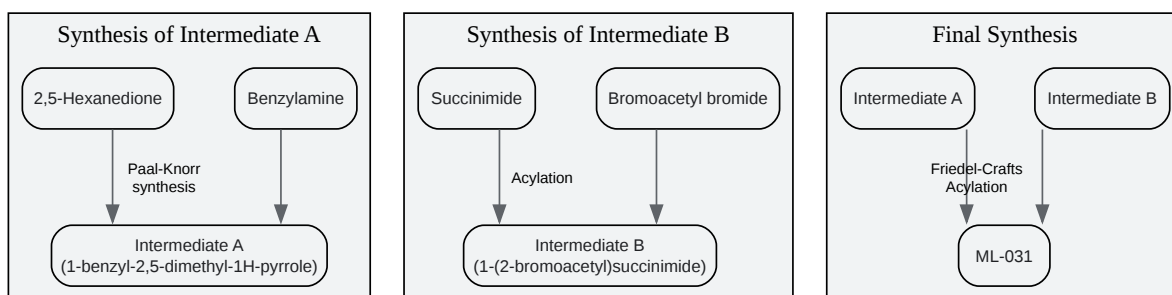 Synthesis of Intermediate A
2,5-Hexanedione
Benzylamine
Paal-Knorr
synthesis
Intermediate A
(1-benzyl-2,5-dimethyl-1H-pyrrole)
Synthesis of Intermediate B
Succinimide
Bromoacetyl bromide
Acylation
Intermediate B
(1-(2-bromoacetyl)succinimide)
Final Synthesis
Intermediate A
Intermediate B
Friedel-Crafts
Acylation
ML-031